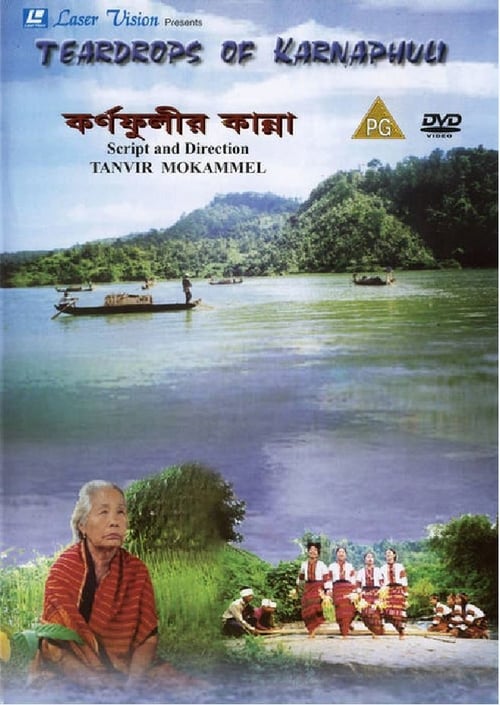 Laser Vision Presents
TEARDROPS OF KARNAPHULI
কর্ণফুলীর কান্না
Script and Direction
TANVIR MOKAMMEL
PG
DVD
VIDEO